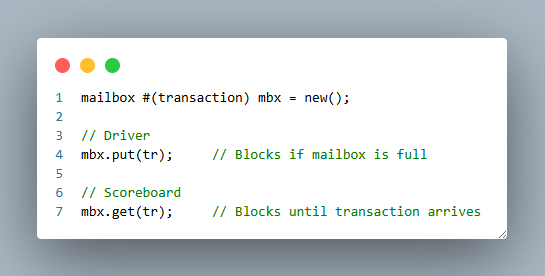 1 mailbox #(transaction) mbx = new();
2
3 // Driver
4 mbx.put(tr);     // Blocks if mailbox is full
5
6 // Scoreboard
7 mbx.get(tr);     // Blocks until transaction arrives